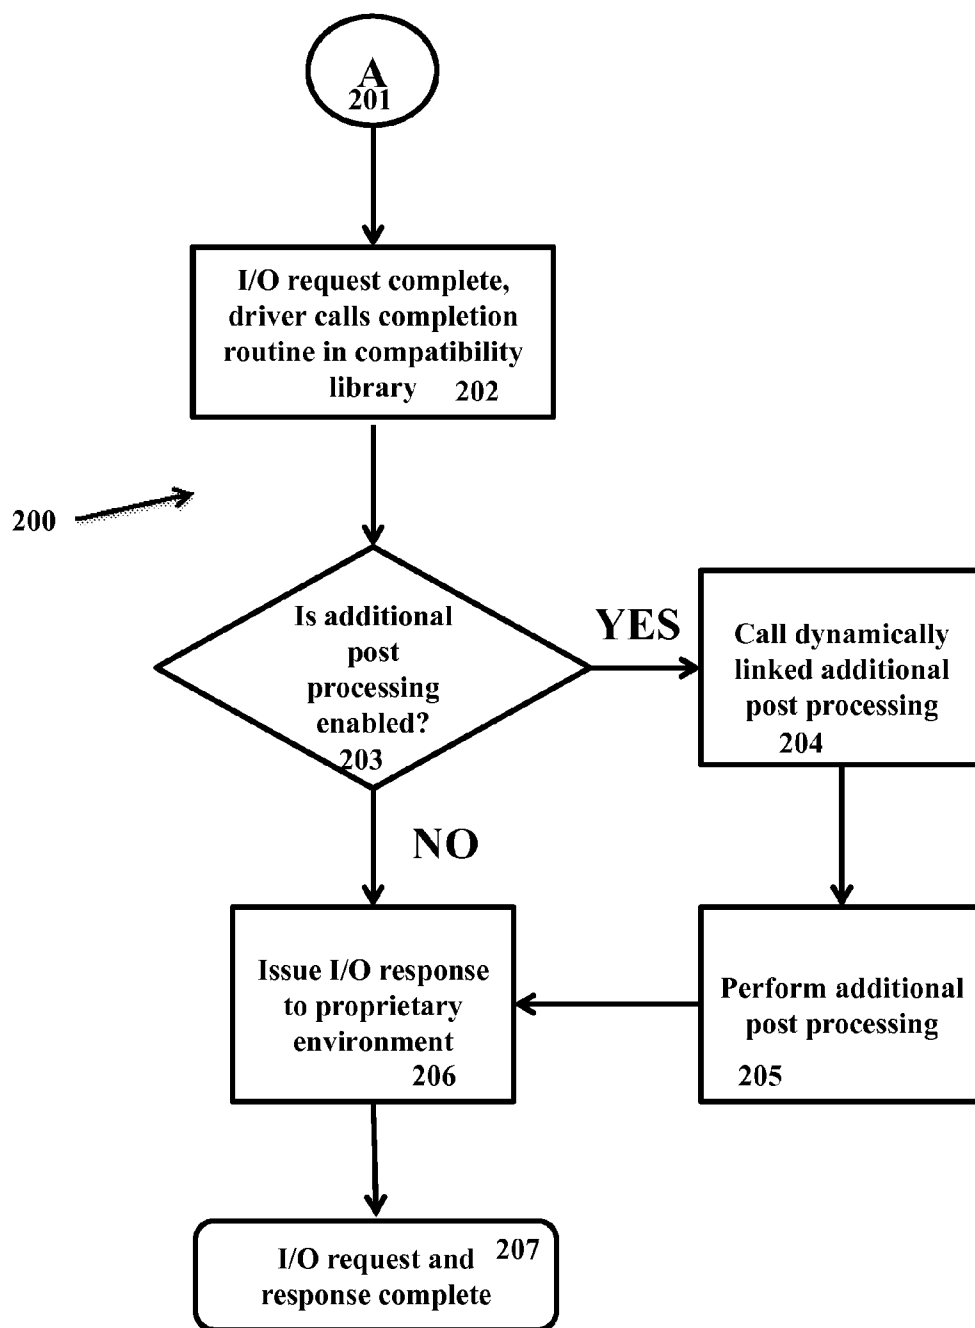 A
201
I/O request complete,
driver calls completion
routine in compatibility
library 202
200
Is additional
post
processing
enabled?
203
YES
Call dynamically
linked additional
post processing
204
NO
Issue I/O response
to proprietary
environment
206
Perform additional
post processing
205
I/O request and 207
response complete